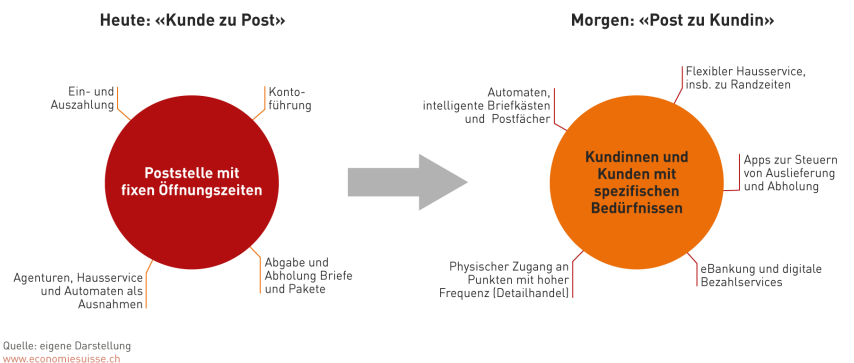 Heute: «Kunde zu Post»
Ein- und
Auszahlung
Konto-
führung
Poststelle mit
fixen Öffnungszeiten
Agenturen, Hausservice
und Automaten als
Ausnahmen
Abgabe und
Abholung Briefe
und Pakete
Morgen: «Post zu Kundin»
Automaten,
intelligente Briefkästen
und Postfächer
Flexibler Hausservice,
insb. zu Randzeiten
Kundinnen und
Kunden mit
spezifischen
Bedürfnissen
Apps zur Steuern
von Auslieferung
und Abholung
Physischer Zugang an
Punkten mit hoher
Frequenz (Detailhandel)
eBankung und digitale
Bezahlservices
Quelle: eigene Darstellung
www.economiesuisse.ch